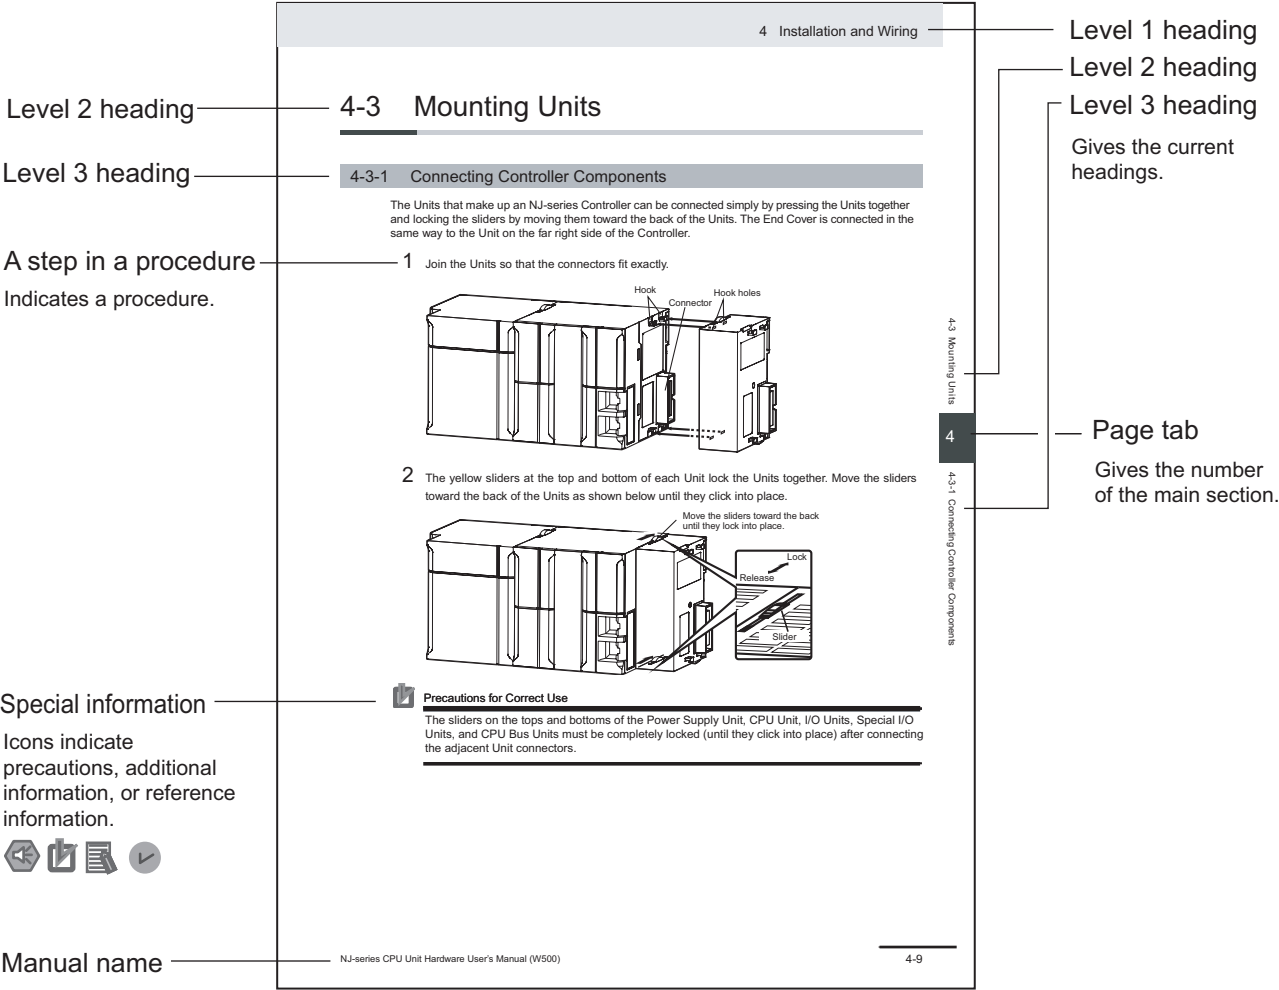 4 Installation and Wiring
Level 1 heading
Level 2 heading
Level 3 heading
Gives the current
headings.
Level 2 heading
4-3 Mounting Units
Level 3 heading
4-3-1 Connecting Controller Components
The Units that make up an NJ-series Controller can be connected simply by pressing the Units together
and locking the sliders by moving them toward the back of the Units. The End Cover is connected in the
same way to the Unit on the far right side of the Controller.
A step in a procedure
Indicates a procedure.
1 Join the Units so that the connectors fit exactly.
Hook
Connector
Hook holes
4-3 Mounting Units
4
Page tab
Gives the number
of the main section.
4-3-1 Connecting Controller Components
2 The yellow sliders at the top and bottom of each Unit lock the Units together. Move the sliders
toward the back of the Units as shown below until they click into place.
Move the sliders toward the back
until they lock into place.
Lock
Release
Slider
Special information
Icons indicate
precautions, additional
information, or reference
information.
Precautions for Correct Use
The sliders on the tops and bottoms of the Power Supply Unit, CPU Unit, I/O Units, Special I/O
Units, and CPU Bus Units must be completely locked (until they click into place) after connecting
the adjacent Unit connectors.
Manual name
NJ-series CPU Unit Hardware User's Manual (W500)
4-9